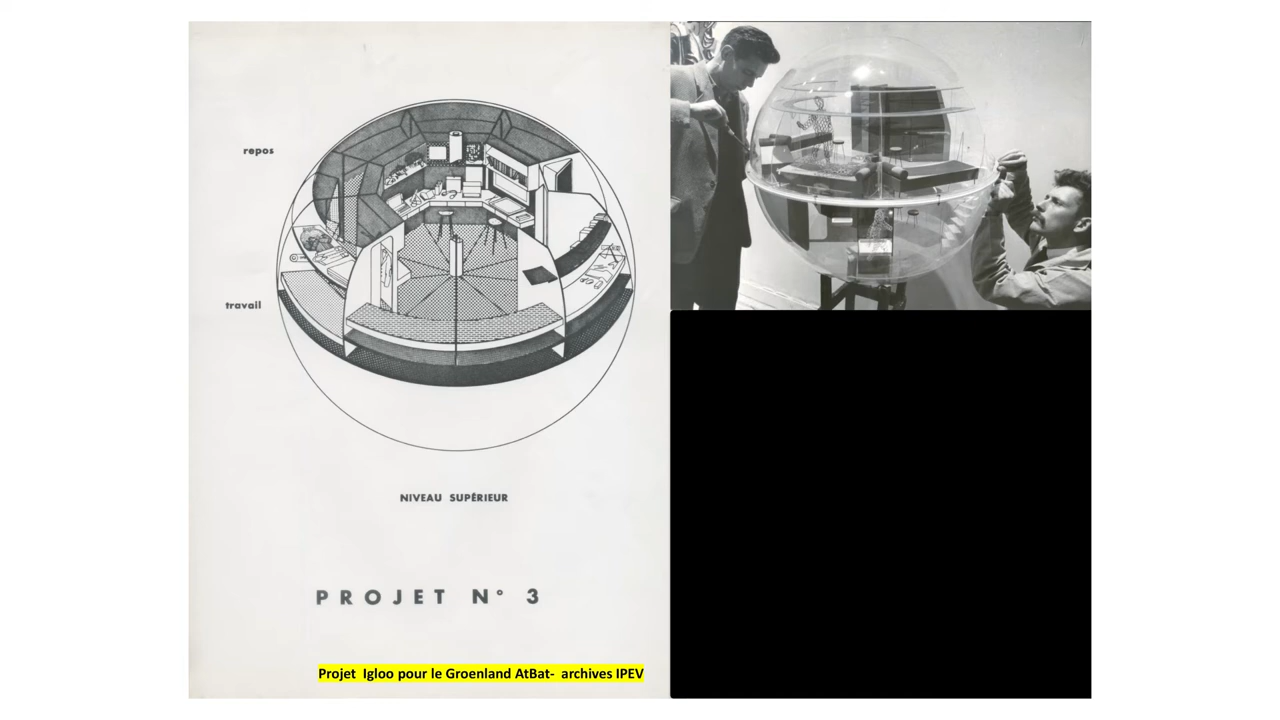 repos
travail
NIVEAU SUPÉRIEUR
PROJET N° 3
Projet Igloo pour le Groenland AtBat- archives IPEV